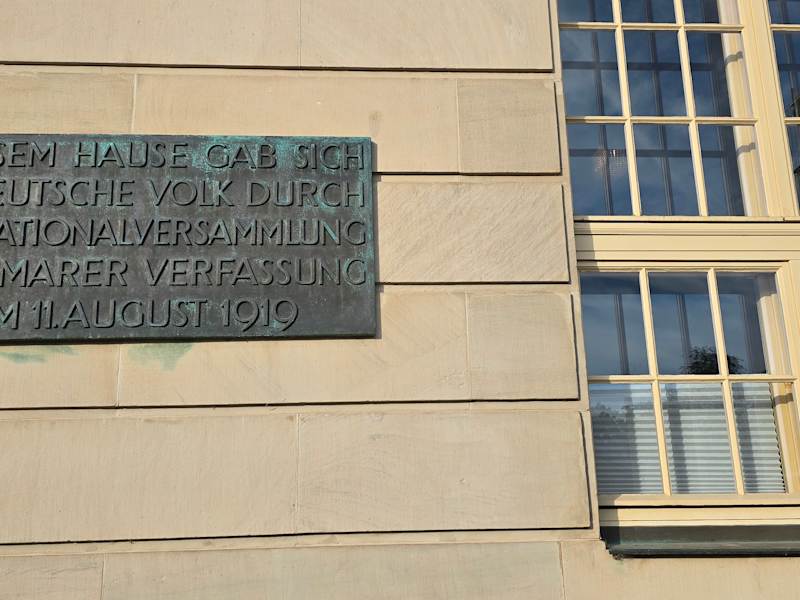 SEM HAUSE GAB SICH
EUTSCHE VOLK DURCH
ATIONALVERSAMMLUNG
MARER VERFASSUNG
M 11. AUGUST 1919